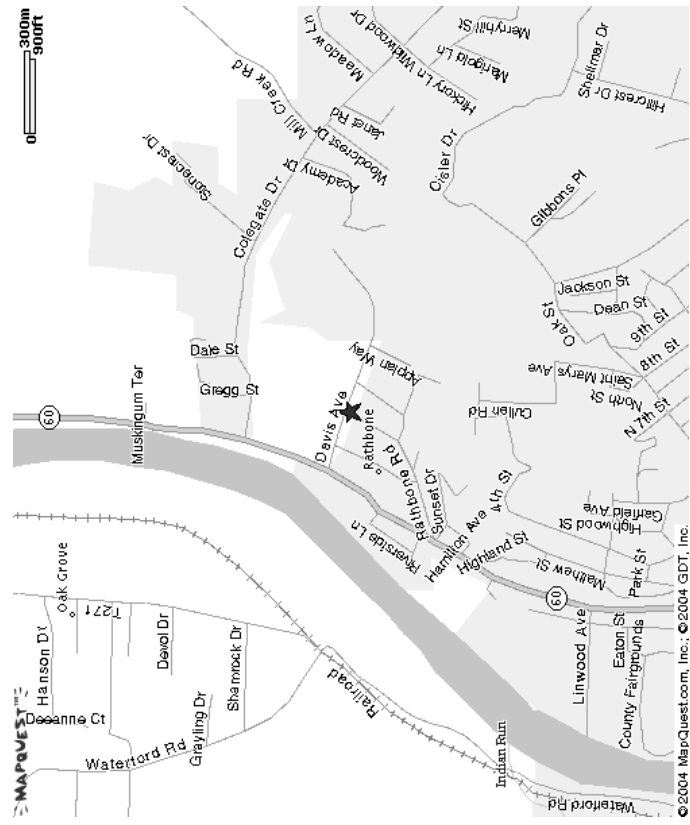 0
300m
900ft
Mill Creek Rd
Meadow Ln
Wildwood Dr
Hickory Ln
Merryhill St
Marigold Ln
Shellmar Dr
Hillcrest Dr
Janet Rd
Woodcrest Dr
Academy Dr
Stonecrest Dr
Colegate Dr
Cisler Dr
Gibbons Pl
Jackson St
Dean St
9th St
8th St
Oak St
Saint Marys Ave
North St
N 7th St
Dale St
Gregg St
Muskingum Ter
60
Davis Ave
Appian Way
Rathbone
Rathbone Rd
Sunset Dr
Cullen Rd
4th St
Riverside Ln
Hamilton Ave
Highland St
Highwood St
Garfield Ave
Mathew St
Park St
60
Linwood Ave
Eaton St
County Fairgrounds
Oak Grove
T271
Hanson Dr
Deeanne Ct
Devol Dr
Shamrock Dr
Grayling Dr
Waterford Rd
Railroad
Indian Run
Waterford Rd
MAPQUEST
© 2004 MapQuest.com, Inc.; © 2004 GDT, Inc.